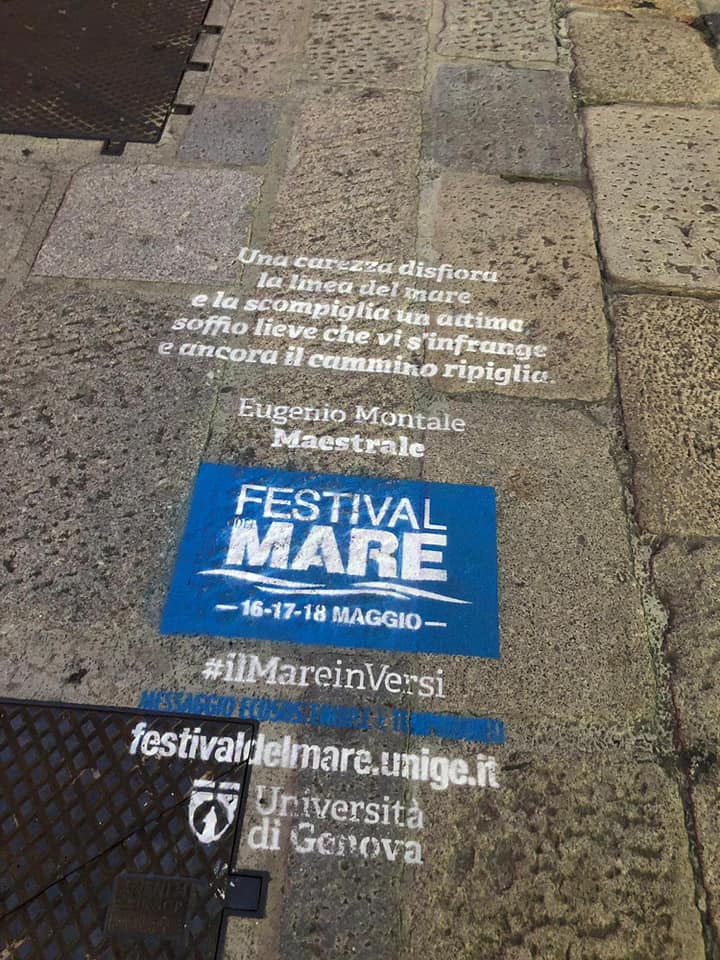 Una carezza disfiora
la linea del mare
e la scompiglia un attimo
soffio lieve che vi s'infrange
e ancora il cammino ripiglia.
Eugenio Montale
Maestrale
FESTIVAL
DEL
MARE
—16-17-18 MAGGIO—
#ilMareinVersi
MESSAGGIO ECOSOSTENIBILE E TEMPORANEO
festivaldelmare.unige.it
Università
di Genova